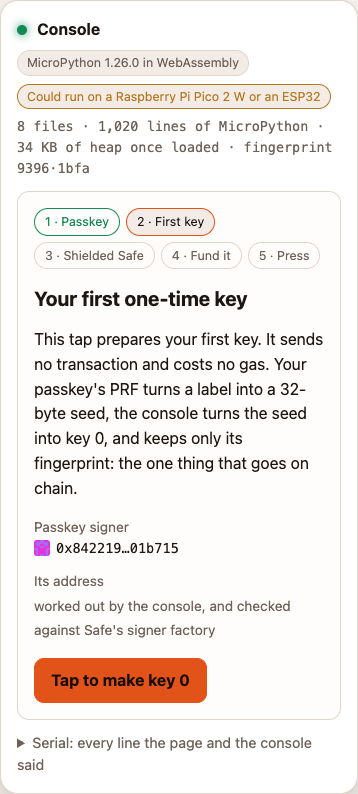 Console
MicroPython 1.26.0 in WebAssembly
Could run on a Raspberry Pi Pico 2 W or an ESP32
8 files · 1,020 lines of MicroPython ·
34 KB of heap once loaded · fingerprint
9396·1bfa
1 · Passkey
2 · First key
3 · Shielded Safe
4 · Fund it
5 · Press
Your first one-time key
This tap prepares your first key. It sends
no transaction and costs no gas. Your
passkey's PRF turns a label into a 32-
byte seed, the console turns the seed
into key 0, and keeps only its
fingerprint: the one thing that goes on
chain.
Passkey signer
0x842219…01b715
Its address
worked out by the console, and checked
against Safe's signer factory
Tap to make key 0
Serial: every line the page and the console
said